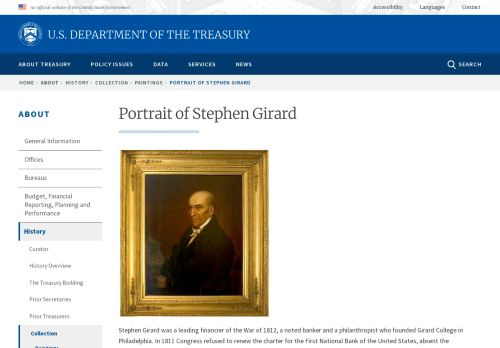 An official website of the United States Government
Accessibility Languages Contact
U.S. DEPARTMENT OF THE TREASURY
ABOUT TREASURY POLICY ISSUES DATA SERVICES NEWS SEARCH
HOME › ABOUT › HISTORY › COLLECTION › PAINTINGS › PORTRAIT OF STEPHEN GIRARD
ABOUT
General Information
Offices
Bureaus
Budget, Financial
Reporting, Planning and
Performance
History
Curator
History Overview
The Treasury Building
Prior Secretaries
Prior Treasurers
Collection
Paintings
Portrait of Stephen Girard
Stephen Girard was a leading financier of the War of 1812, a noted banker and a philanthropist who founded Girard College in
Philadelphia. In 1811 Congress refused to renew the charter for the First National Bank of the United States, absent the